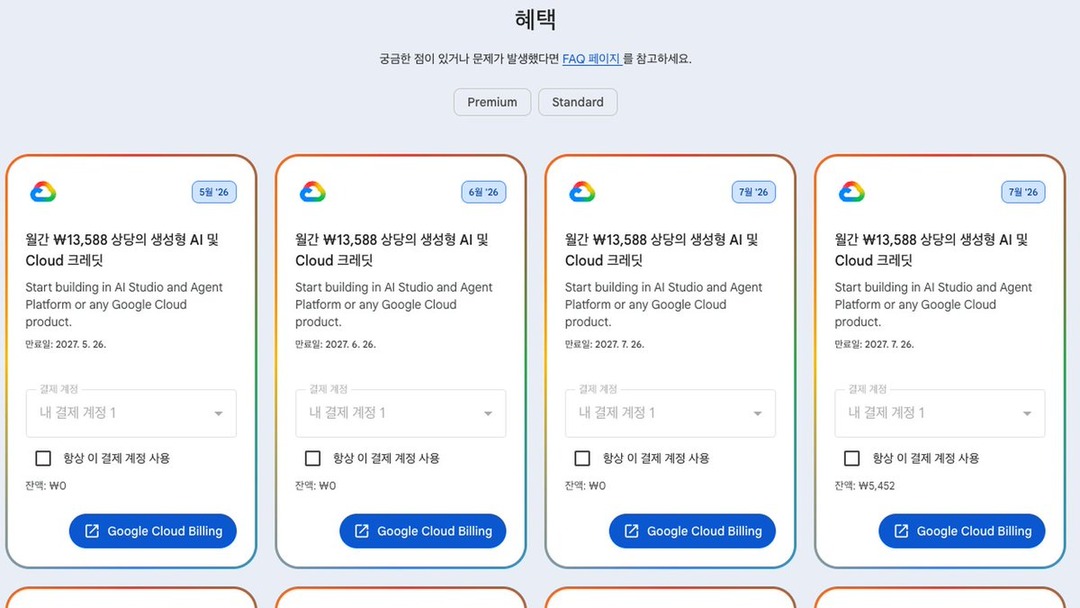 혜택
궁금한 점이 있거나 문제가 발생했다면 FAQ 페이지 를 참고하세요.
Premium
Standard
5월 '26
월간 ₩13,588 상당의 생성형 AI 및
Cloud 크레딧
Start building in AI Studio and Agent
Platform or any Google Cloud
product.
만료일: 2027. 5. 26.
결제 계정
내 결제 계정 1
항상 이 결제 계정 사용
잔액: ₩0
Google Cloud Billing
6월 '26
월간 ₩13,588 상당의 생성형 AI 및
Cloud 크레딧
Start building in AI Studio and Agent
Platform or any Google Cloud
product.
만료일: 2027. 6. 26.
결제 계정
내 결제 계정 1
항상 이 결제 계정 사용
잔액: ₩0
Google Cloud Billing
7월 '26
월간 ₩13,588 상당의 생성형 AI 및
Cloud 크레딧
Start building in AI Studio and Agent
Platform or any Google Cloud
product.
만료일: 2027. 7. 26.
결제 계정
내 결제 계정 1
항상 이 결제 계정 사용
잔액: ₩0
Google Cloud Billing
7월 '26
월간 ₩13,588 상당의 생성형 AI 및
Cloud 크레딧
Start building in AI Studio and Agent
Platform or any Google Cloud
product.
만료일: 2027. 7. 26.
결제 계정
내 결제 계정 1
항상 이 결제 계정 사용
잔액: ₩5,452
Google Cloud Billing